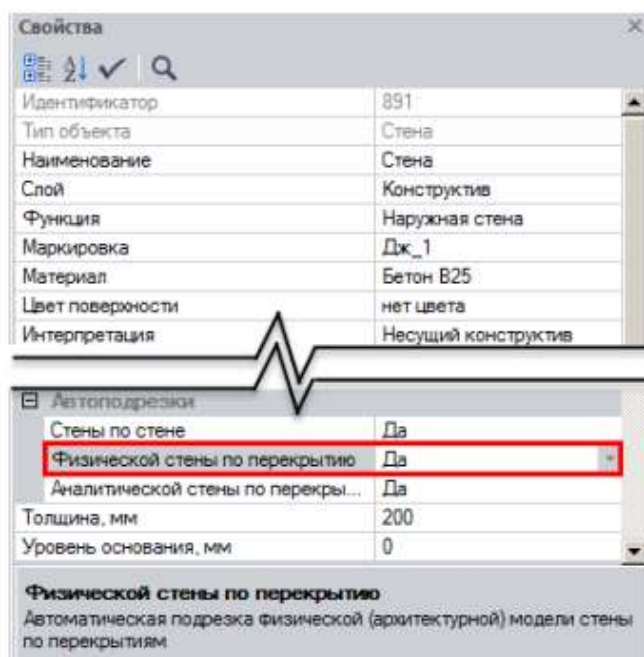 Свойства
Идентификатор 891
Тип объекта Стена
Наименование Стена
Слой Конструктив
Функция Наружная стена
Маркировка Дж_1
Материал Бетон В25
Цвет поверхности нет цвета
Интерпретация Несущий конструктив
Автоподрезки
Стены по стене Да
Физической стены по перекрытию Да
Аналитической стены по перекры... Да
Толщина, мм 200
Уровень основания, мм 0
Физической стены по перекрытию
Автоматическая подрезка физической (архитектурной) модели стены
по перекрытиям